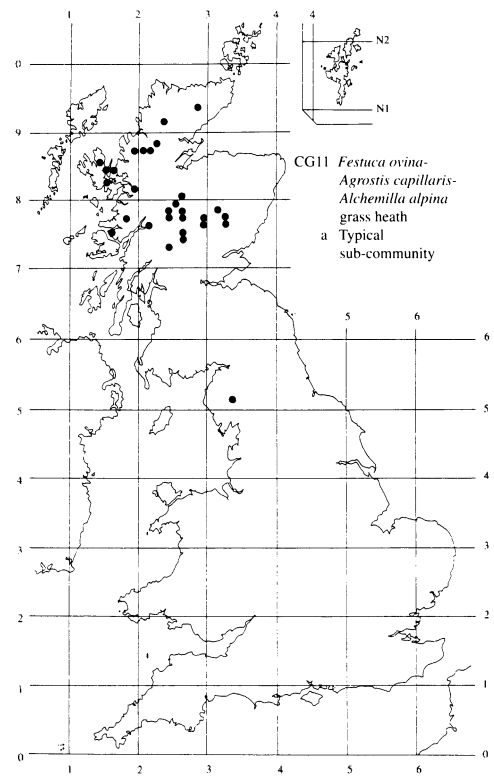 1 2 3 4
N2
N1
0
9
CG11 Festuca ovina-
Agrostis capillaris-
Alchemilla alpina
grass heath
a Typical
sub-community
8
7
5 6
6 6
5 5
4 4
3 3
2 2
1 1
0 0
1 2 3 4 5 6